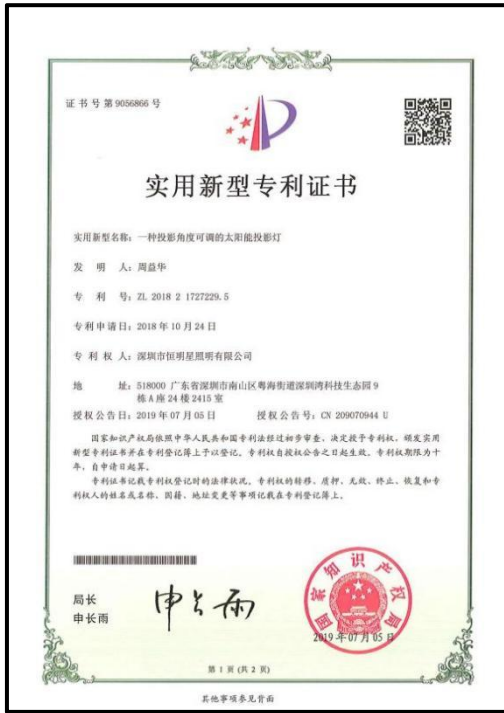 证书号第9056866号
实用新型专利证书
实用新型名称：一种投影角度可调的太阳能投影灯
发 明 人：周益华
专 利 号：ZL 2018 2 1727229.5
专利申请日：2018年10月24日
专 利 权 人：深圳市恒明星照明有限公司
地 址：518000 广东省深圳市南山区粤海街道深圳湾科技生态园9
栋A座24楼2415室
授权公告日：2019年07月05日 授权公告号：CN 209070944 U
国家知识产权局依照中华人民共和国专利法经过初步审查，决定授予专利权，颁发实用
新型专利证书并在专利登记簿上予以登记。专利权自授权公告之日起生效。专利权期限为十
年，自申请日起算。
专利证书记载专利权登记时的法律状况。专利权的转移、质押、无效、终止、恢复和专
利权人的姓名或名称、国籍、地址变更等事项记载在专利登记簿上。
局长
申长雨
申长雨
国家知识产权局
2019年07月05日
第 1 页 (共 2 页)
其他事项参见背面